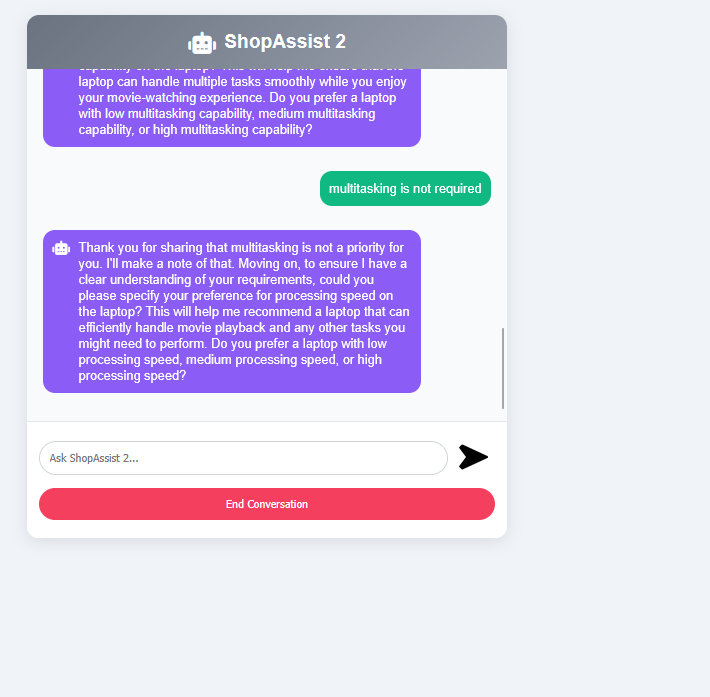 ShopAssist 2
laptop can handle multiple tasks smoothly while you enjoy
your movie-watching experience. Do you prefer a laptop
with low multitasking capability, medium multitasking
capability, or high multitasking capability?
multitasking is not required
Thank you for sharing that multitasking is not a priority for
you. I'll make a note of that. Moving on, to ensure I have a
clear understanding of your requirements, could you
please specify your preference for processing speed on
the laptop? This will help me recommend a laptop that can
efficiently handle movie playback and any other tasks you
might need to perform. Do you prefer a laptop with low
processing speed, medium processing speed, or high
processing speed?
Ask ShopAssist 2...
End Conversation